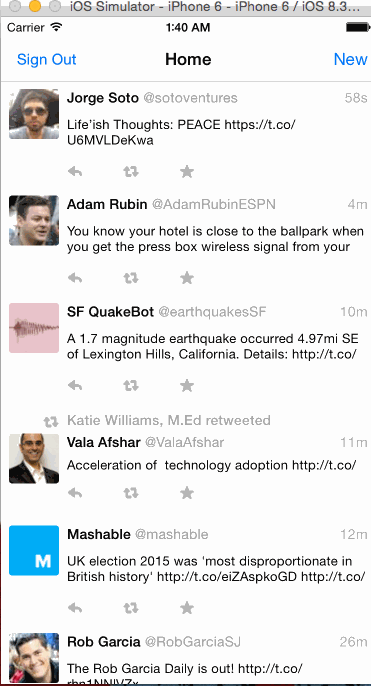 iOS Simulator - iPhone 6 - iPhone 6 / iOS 8.3...
Carrier 1:40 AM
Sign Out Home New
Jorge Soto @sotoventures 58s
Life'ish Thoughts: PEACE https://t.co/
U6MVLDeKwa
Adam Rubin @AdamRubinESPN 4m
You know your hotel is close to the ballpark when
you get the press box wireless signal from your
SF QuakeBot @earthquakesSF 10m
A 1.7 magnitude earthquake occurred 4.97mi SE
of Lexington Hills, California. Details: http://t.co/
Katie Williams, M.Ed retweeted
Vala Afshar @ValaAfshar 11m
Acceleration of  technology adoption http://t.co/
M
Mashable @mashable 12m
UK election 2015 was 'most disproportionate in
British history' http://t.co/eiZAspkoGD http://t.co/
Rob Garcia @RobGarciaSJ 26m
The Rob Garcia Daily is out! http://t.co/